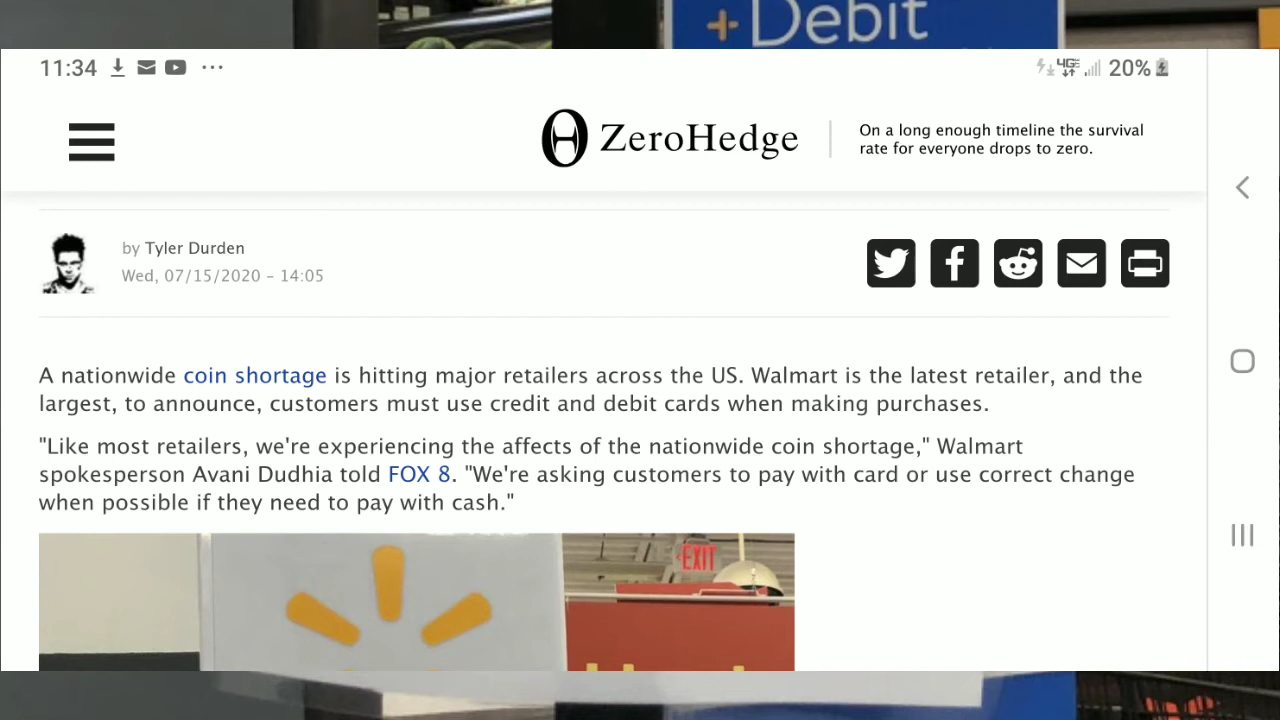 +Debit
11:34
4G 20%
ZeroHedge
On a long enough timeline the survival
rate for everyone drops to zero.
by Tyler Durden
Wed, 07/15/2020 – 14:05
A nationwide coin shortage is hitting major retailers across the US. Walmart is the latest retailer, and the
largest, to announce, customers must use credit and debit cards when making purchases.
"Like most retailers, we're experiencing the affects of the nationwide coin shortage," Walmart
spokesperson Avani Dudhia told FOX 8. "We're asking customers to pay with card or use correct change
when possible if they need to pay with cash."
EXIT